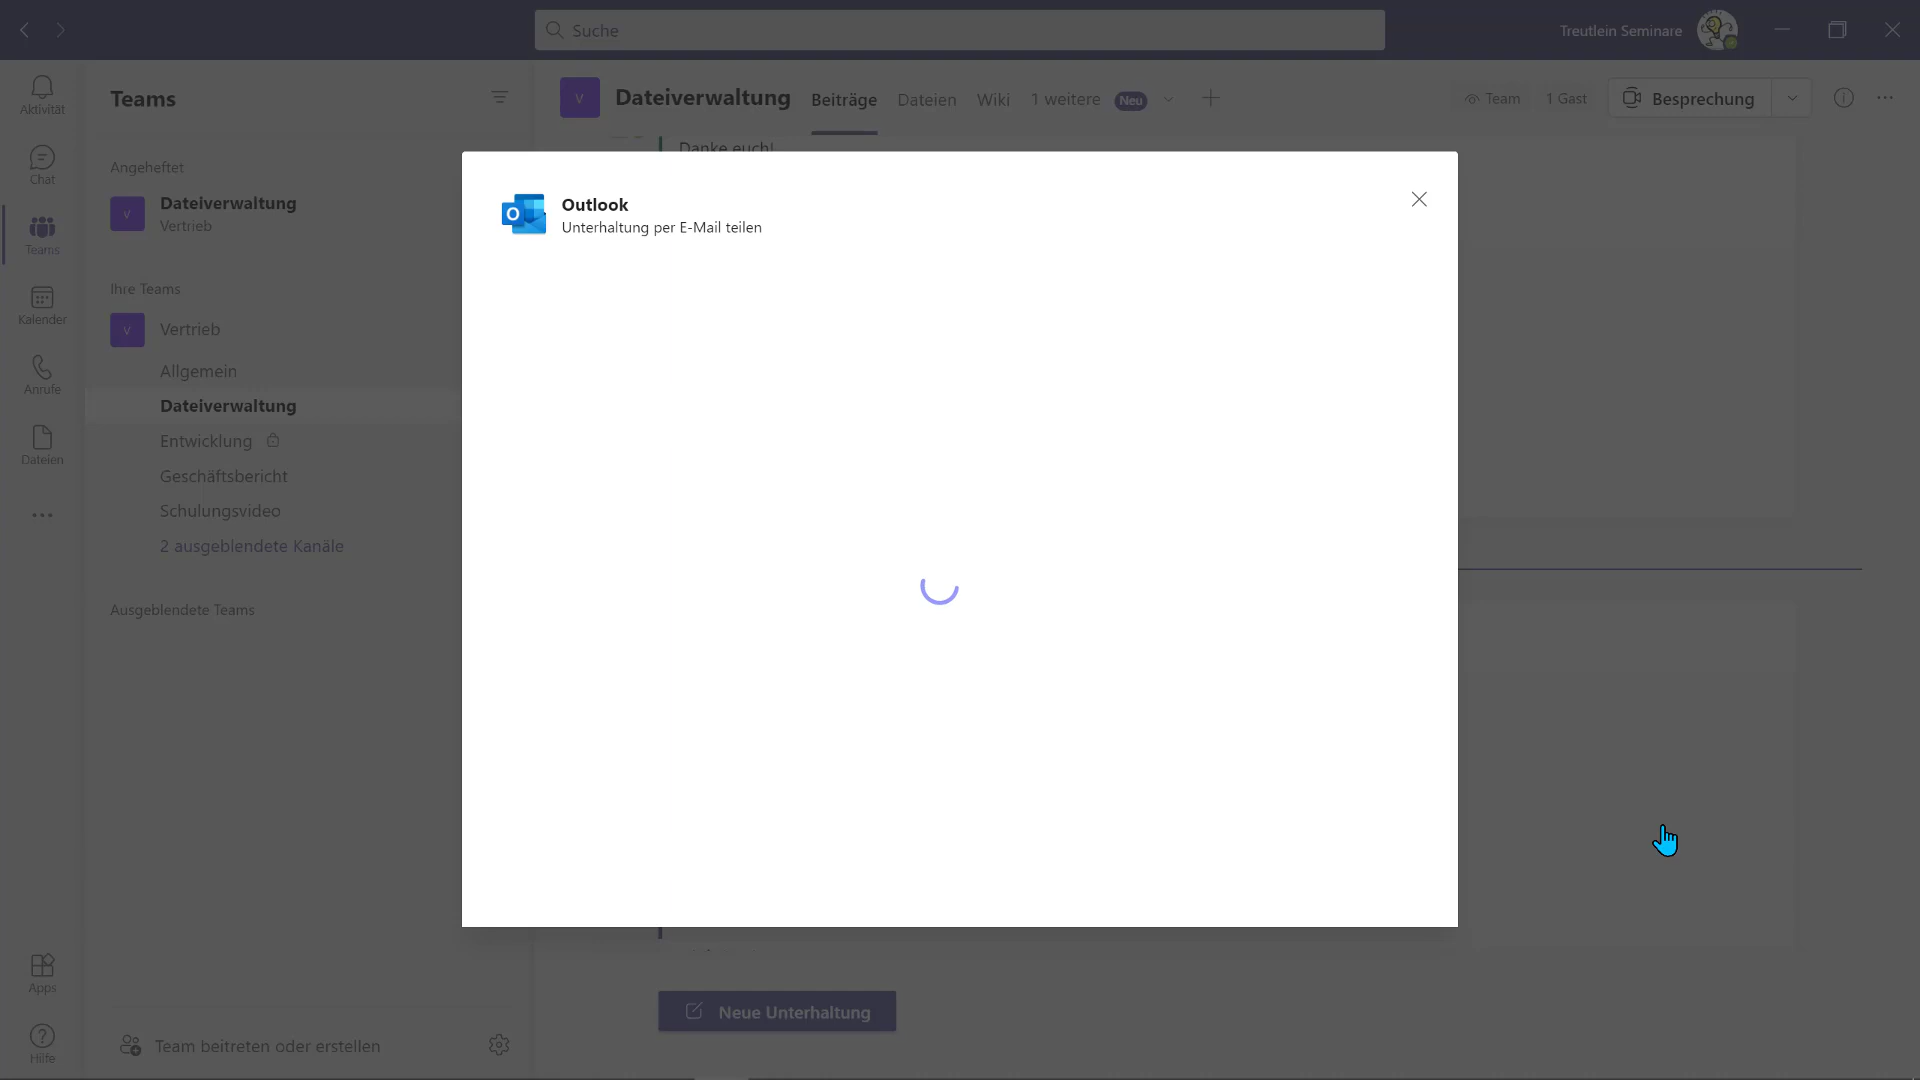 Suche
Treutlein Seminare
Aktivität
Chat
Teams
Kalender
Anrufe
Dateien
Apps
Hilfe
Teams
Angeheftet
V
Dateiverwaltung
Vertrieb
Ihre Teams
V
Vertrieb
Allgemein
Dateiverwaltung
Entwicklung
Geschäftsbericht
Schulungsvideo
2 ausgeblendete Kanäle
Ausgeblendete Teams
Team beitreten oder erstellen
V
Dateiverwaltung
Beiträge
Dateien
Wiki
1 weitere
Neu
Team
1 Gast
Besprechung
Danke euch!
Outlook
Unterhaltung per E-Mail teilen
Neue Unterhaltung